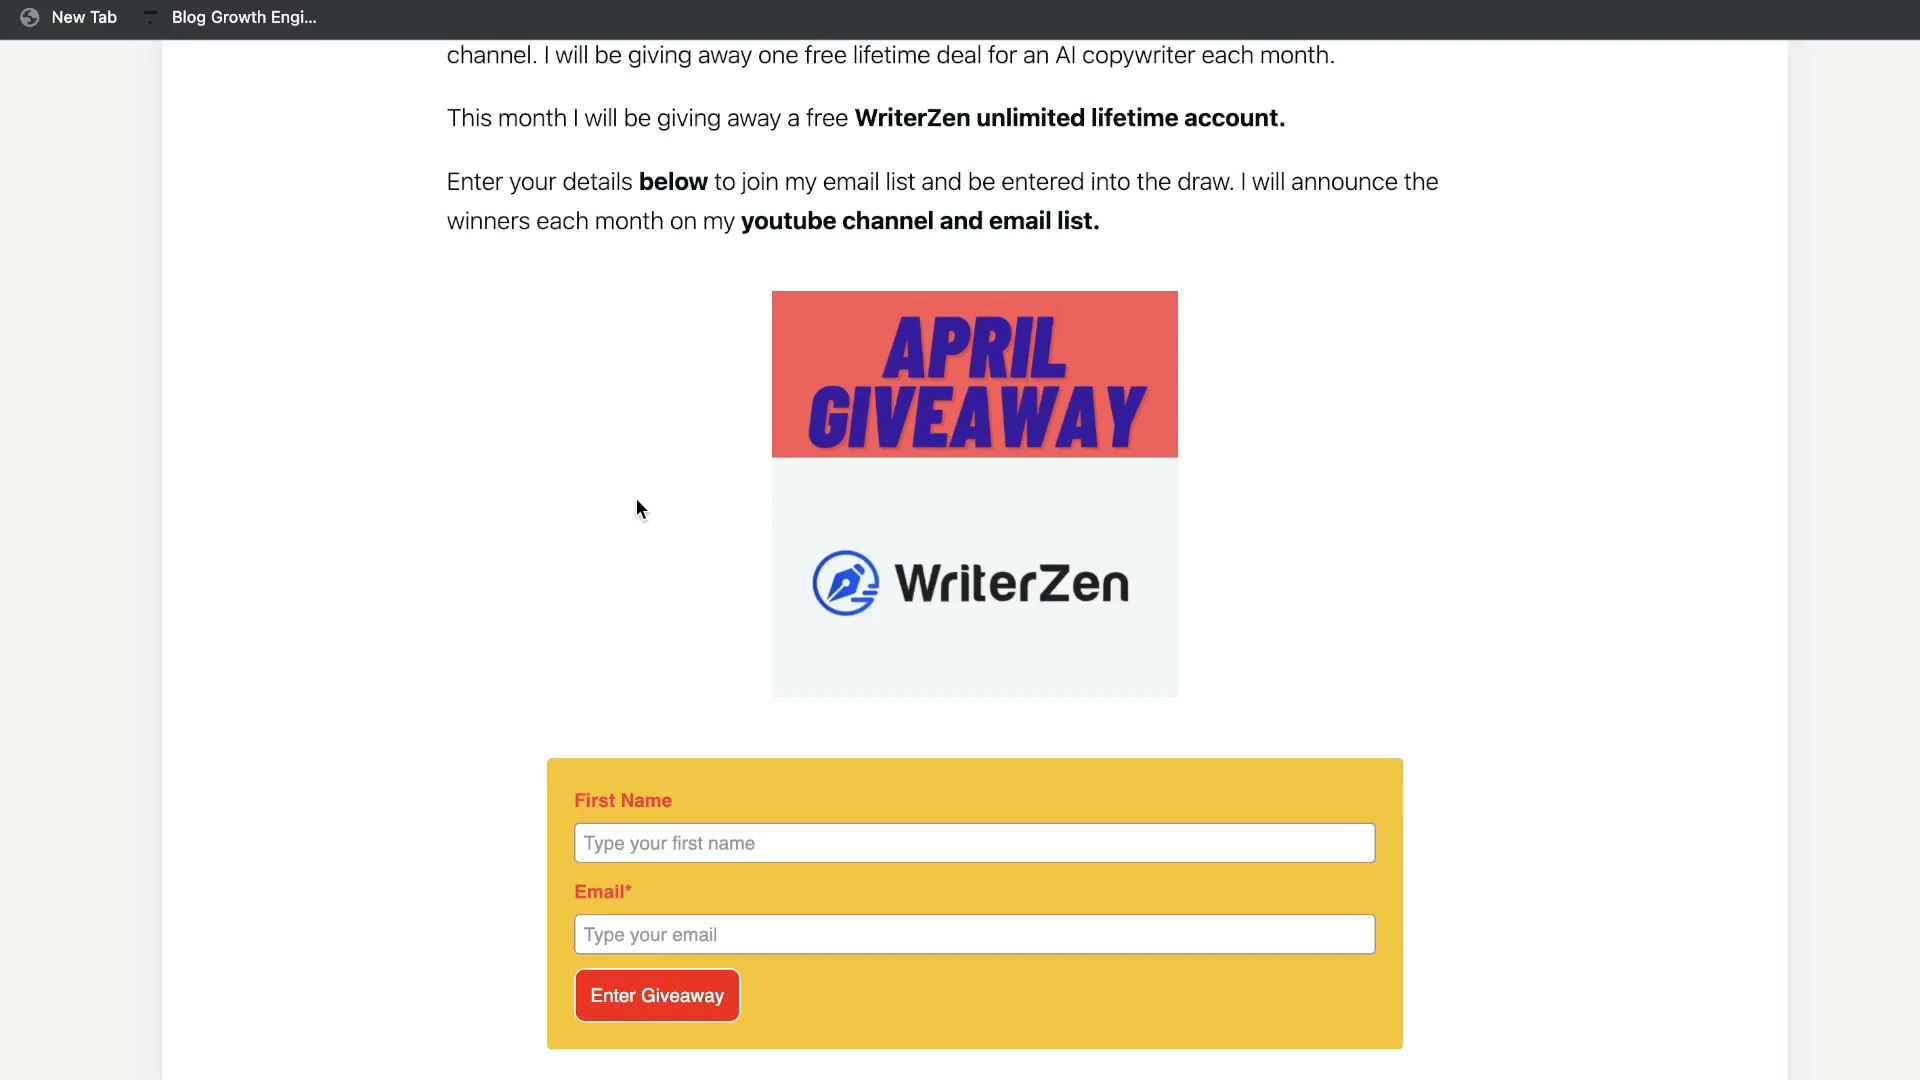 New Tab
Blog Growth Engi...
channel. I will be giving away one free lifetime deal for an AI copywriter each month.
This month I will be giving away a free WriterZen unlimited lifetime account.
Enter your details below to join my email list and be entered into the draw. I will announce the
winners each month on my youtube channel and email list.
APRIL
GIVEAWAY
WriterZen
First Name
Type your first name
Email*
Type your email
Enter Giveaway